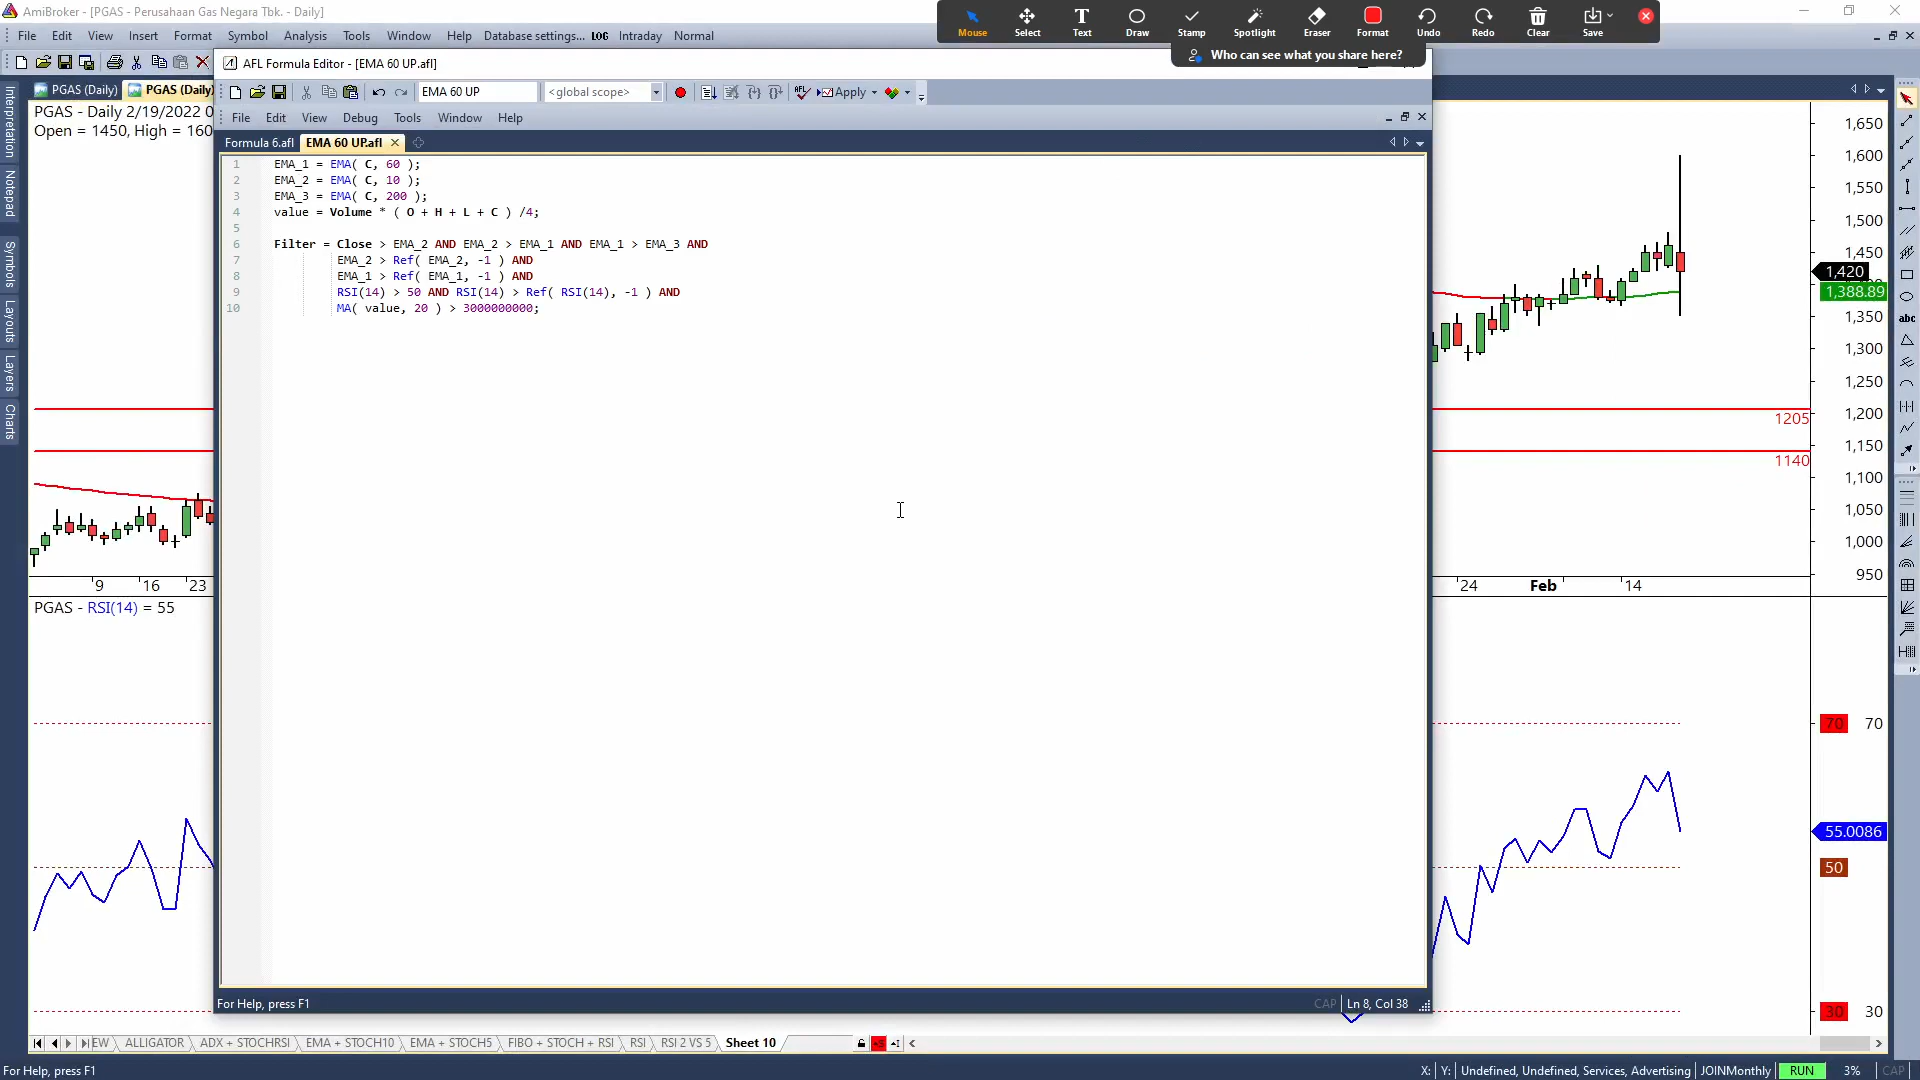 AmiBroker - [PGAS - Perusahaan Gas Negara Tbk. - Daily]
File Edit View Insert Format Symbol Analysis Tools Window Help Database settings... LOG Intraday Normal
Mouse Select Text Draw Stamp Spotlight Eraser Format Undo Redo Clear Save
Who can see what you share here?
AFL Formula Editor - [EMA 60 UP.afl]
EMA 60 UP <global scope> Apply
File Edit View Debug Tools Window Help
Formula 6.afl EMA 60 UP.afl
PGAS (Daily) PGAS (Daily)
PGAS - Daily 2/19/2022 0
Open = 1450, High = 160
1 EMA_1 = EMA( C, 60 );
2 EMA_2 = EMA( C, 10 );
3 EMA_3 = EMA( C, 200 );
4 value = Volume * ( O + H + L + C ) /4;
5
6 Filter = Close > EMA_2 AND EMA_2 > EMA_1 AND EMA_1 > EMA_3 AND
7 EMA_2 > Ref( EMA_2, -1 ) AND
8 EMA_1 > Ref( EMA_1, -1 ) AND
9 RSI(14) > 50 AND RSI(14) > Ref( RSI(14), -1 ) AND
10 MA( value, 20 ) > 3000000000;
Interpretation
Notepad
Symbols
Layouts
Layers
Charts
1,650
1,600
1,550
1,500
1,450
1,420
1,388.89
1,350
1,300
1,250
1,200
1205
1,150
1140
1,100
1,050
1,000
950
abc
9 16 23
24 Feb 14
PGAS - RSI(14) = 55
70 70
55.0086
50
30 30
For Help, press F1 CAP Ln 8, Col 38
EW ALLIGATOR ADX + STOCHRSI EMA + STOCH10 EMA + STOCH5 FIBO + STOCH + RSI RSI RSI 2 VS 5 Sheet 10
For Help, press F1 X: Y: Undefined, Undefined, Services, Advertising JOINMonthly RUN 3% CAP